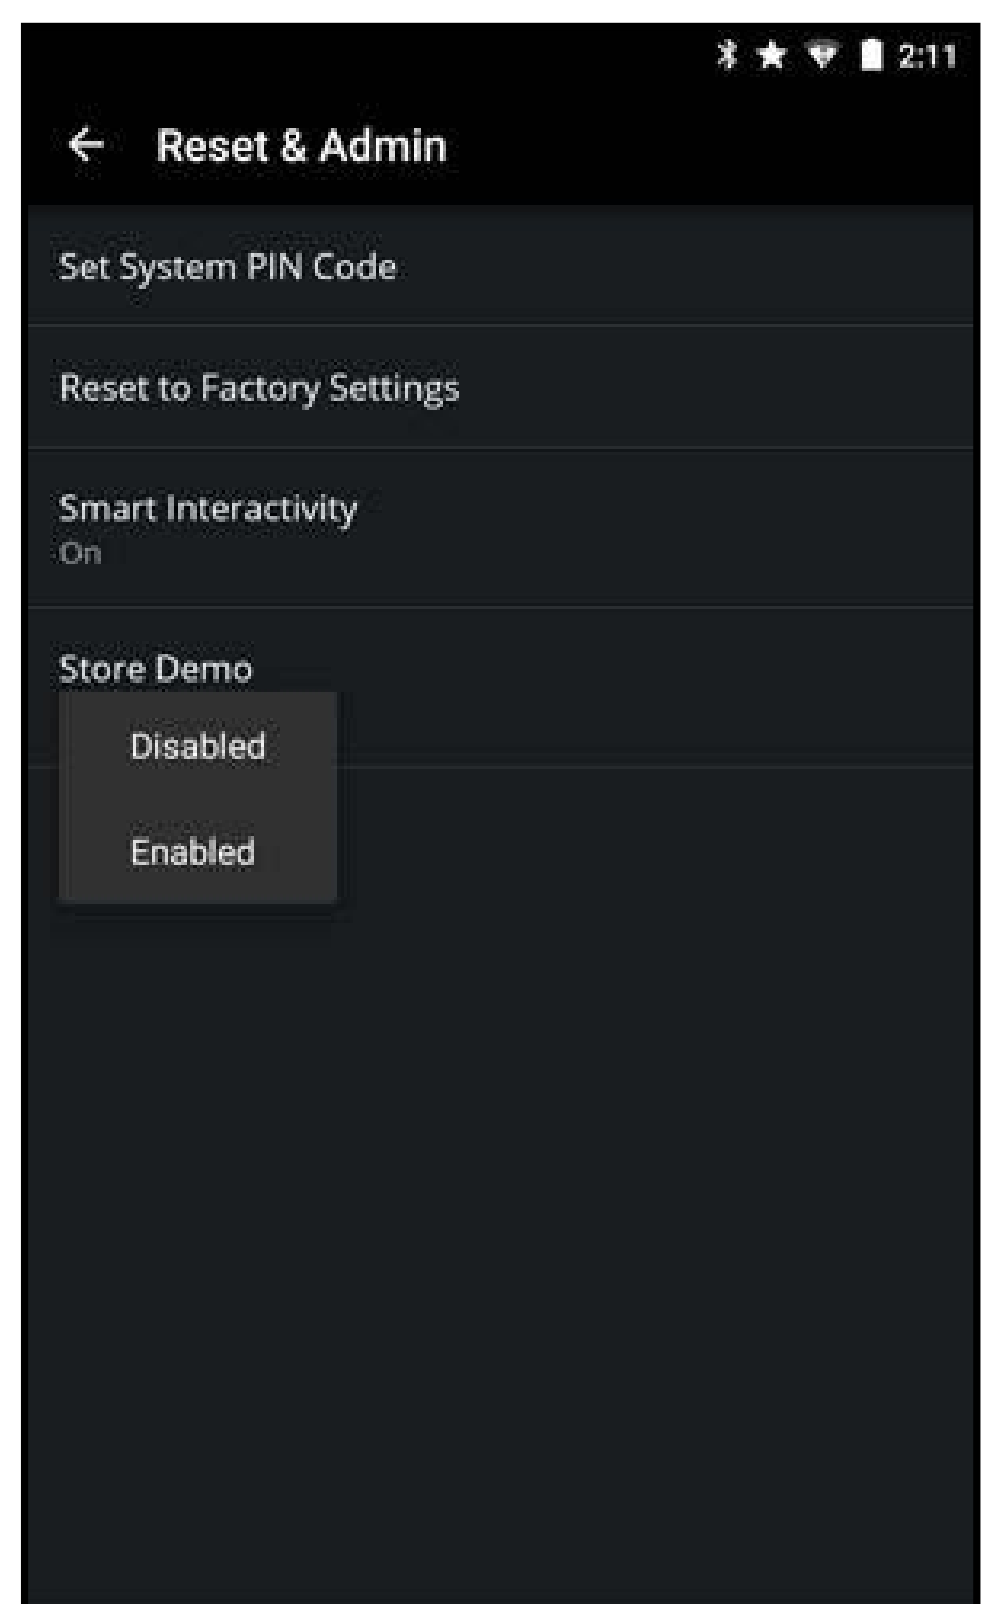 2:11
Reset & Admin
Set System PIN Code
Reset to Factory Settings
Smart Interactivity
On
Store Demo
Disabled
Enabled